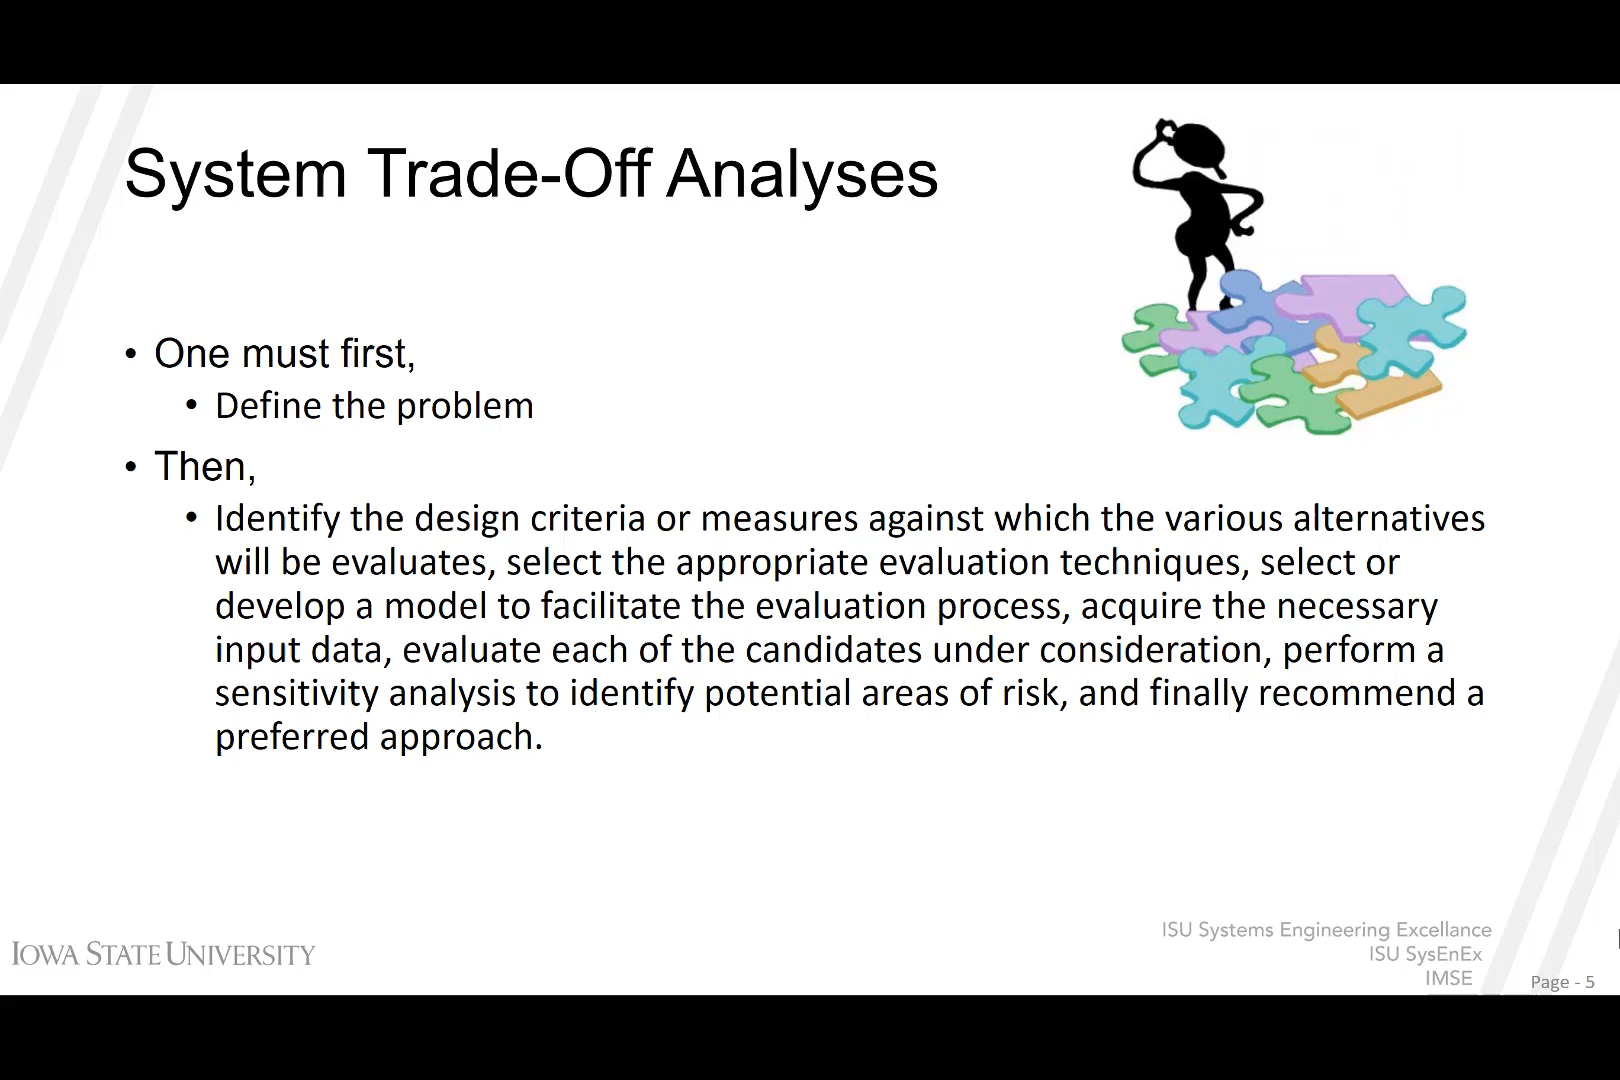 System Trade-Off Analyses
• One must first,
• Define the problem
• Then,
• Identify the design criteria or measures against which the various alternatives
will be evaluates, select the appropriate evaluation techniques, select or
develop a model to facilitate the evaluation process, acquire the necessary
input data, evaluate each of the candidates under consideration, perform a
sensitivity analysis to identify potential areas of risk, and finally recommend a
preferred approach.
IOWA STATE UNIVERSITY
ISU Systems Engineering Excellance
ISU SysEnEx
IMSE
Page - 5